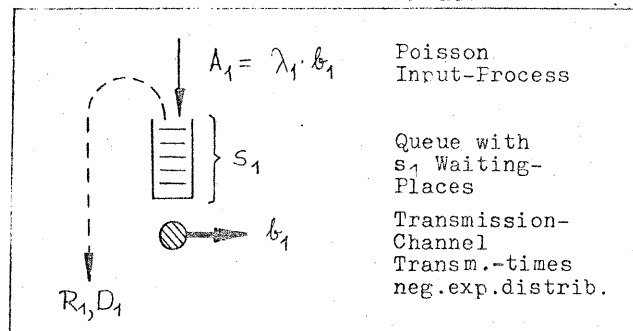 A₁ = λ₁· b₁
Poisson
Input-Process
S₁
Queue with
s₁ Waiting-
Places
b₁
Transmission-
Channel
Transm.-times
neg.exp.distrib.
R₁,D₁